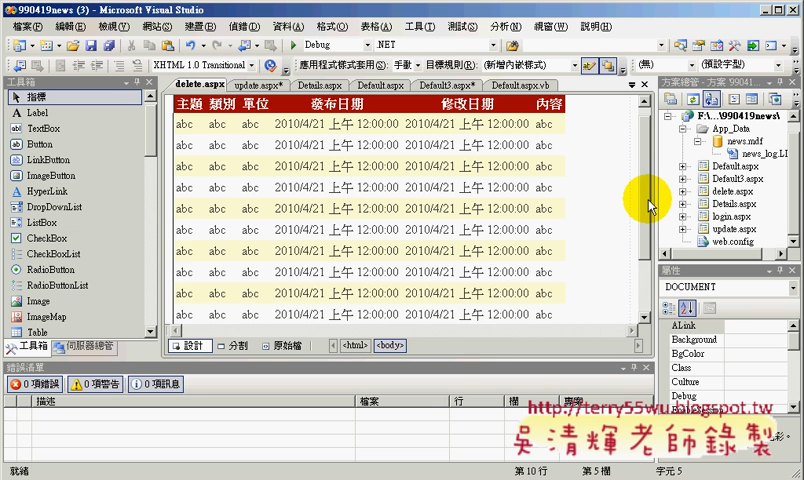 990419news (3) - Microsoft Visual Studio
檔案(F) 編輯(E) 檢視(V) 網站(S) 建置(B) 偵錯(D) 資料(A) 格式(O) 表格(A) 工具(T) 測試(S) 分析(N) 視窗(W) 說明(H)
Debug .NET
XHTML 1.0 Transitional 應用程式樣式套用(S): 手動 目標規則(R): (新增內嵌樣式) (無) (預設字型)
工具箱
指標
Label
TextBox
Button
LinkButton
ImageButton
HyperLink
DropDownList
ListBox
CheckBox
CheckBoxList
RadioButton
RadioButtonList
Image
ImageMap
Table
工具箱 伺服器總管
delete.aspx update.aspx* Details.aspx Default.aspx Default3.aspx* Default.aspx.vb
主題 類別 單位 發布日期 修改日期 內容
abc abc abc 2010/4/21 上午 12:00:00 2010/4/21 上午 12:00:00 abc
abc abc abc 2010/4/21 上午 12:00:00 2010/4/21 上午 12:00:00 abc
abc abc abc 2010/4/21 上午 12:00:00 2010/4/21 上午 12:00:00 abc
abc abc abc 2010/4/21 上午 12:00:00 2010/4/21 上午 12:00:00 abc
abc abc abc 2010/4/21 上午 12:00:00 2010/4/21 上午 12:00:00 abc
abc abc abc 2010/4/21 上午 12:00:00 2010/4/21 上午 12:00:00 abc
abc abc abc 2010/4/21 上午 12:00:00 2010/4/21 上午 12:00:00 abc
abc abc abc 2010/4/21 上午 12:00:00 2010/4/21 上午 12:00:00 abc
abc abc abc 2010/4/21 上午 12:00:00 2010/4/21 上午 12:00:00 abc
abc abc abc 2010/4/21 上午 12:00:00 2010/4/21 上午 12:00:00 abc
設計 分割 原始檔 <html> <body>
方案總管 - 方案 '99041
F:\...\990419news\
App_Data
news.mdf
news_log.LI
Default.aspx
Default3.aspx
delete.aspx
Details.aspx
login.aspx
update.aspx
web.config
屬性
DOCUMENT
ALink
Background
BgColor
Class
Culture
Debug
錯誤清單
0 項錯誤 0 項警告 0 項訊息
描述 檔案 行 欄 專案
http://terry55wu.blogspot.tw
吳清輝老師錄製
就緒 第 10 行 第 5 欄 字元 5